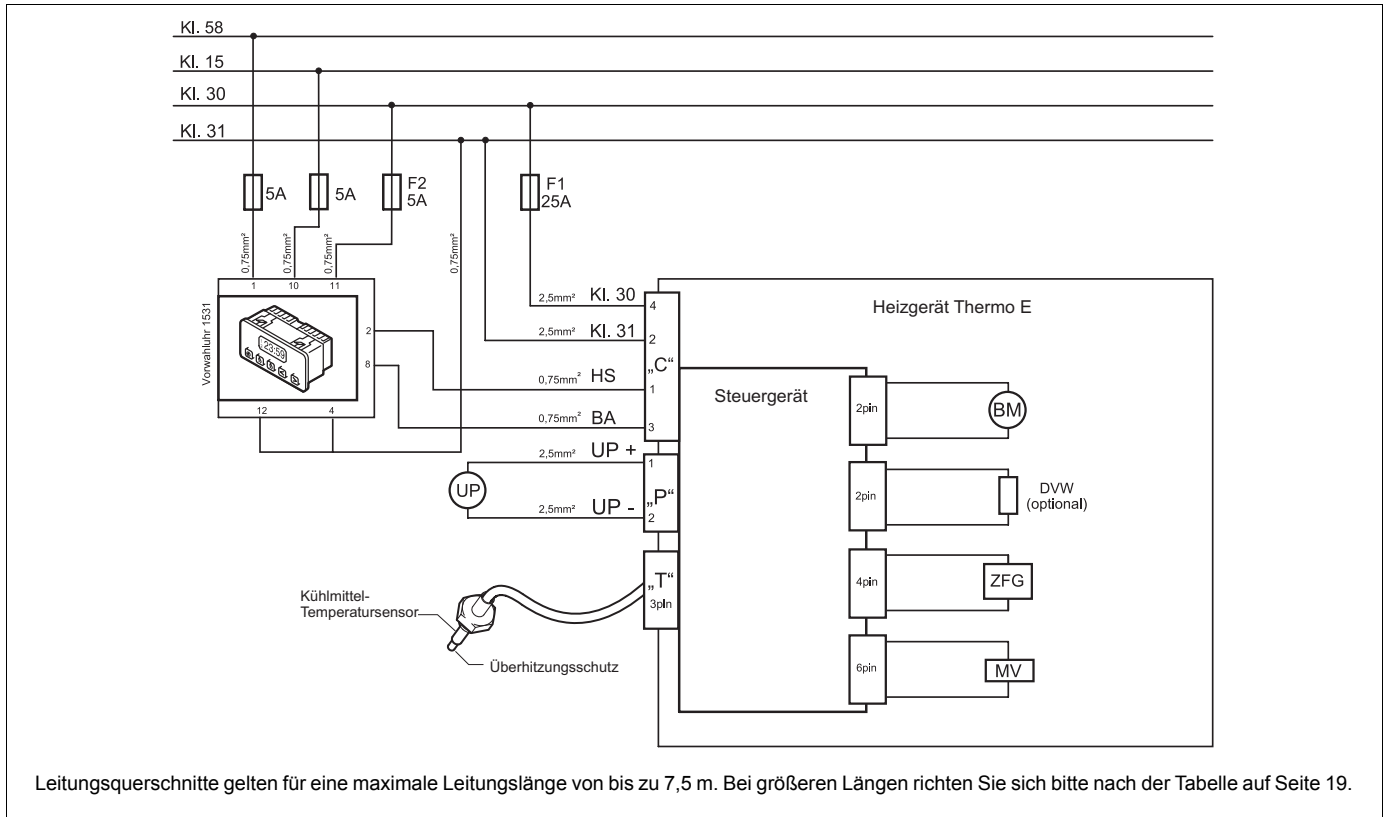 Kl. 58
Kl. 15
Kl. 30
Kl. 31
5A
5A
F2
5A
F1
25A
0,75mm²
0,75mm²
0,75mm²
0,75mm²
1
10
11
Vorwahluhr 1531
23:59
2
8
12
4
2,5mm² Kl. 30
4
2,5mm² Kl. 31
2
„C“
0,75mm² HS
1
0,75mm² BA
3
2,5mm² UP +
1
UP
„P“
2,5mm² UP -
2
„T“
3pin
Kühlmittel-
Temperatursensor
Überhitzungsschutz
Heizgerät Thermo E
Steuergerät
2pin
BM
2pin
DVW
(optional)
4pin
ZFG
6pin
MV
Leitungsquerschnitte gelten für eine maximale Leitungslänge von bis zu 7,5 m. Bei größeren Längen richten Sie sich bitte nach der Tabelle auf Seite 19.